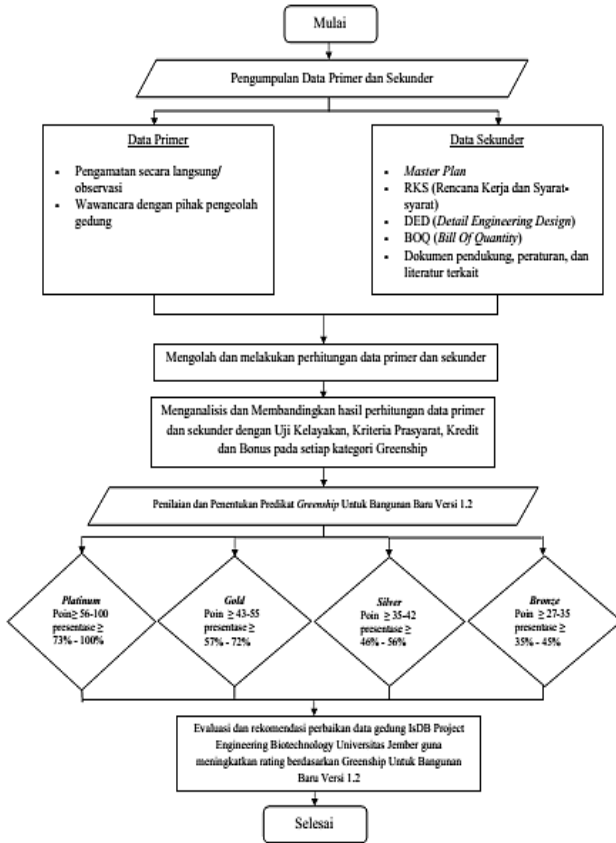 Mulai
Pengumpulan Data Primer dan Sekunder
Data Primer
▪ Pengamatan secara langsung/
observasi
▪ Wawancara dengan pihak pengeolah
gedung
Data Sekunder
▪ Master Plan
▪ RKS (Rencana Kerja dan Syarat-
syarat)
▪ DED (Detail Engineering Design)
▪ BOQ (Bill Of Quantity)
▪ Dokumen pendukung, peraturan, dan
literatur terkait
Mengolah dan melakukan perhitungan data primer dan sekunder
Menganalisis dan Membandingkan hasil perhitungan data primer
dan sekunder dengan Uji Kelayakan, Kriteria Prasyarat, Kredit
dan Bonus pada setiap kategori Greenship
Penilaian dan Penentukan Predikat Greenship Untuk Bangunan Baru Versi 1.2
Platinum
Poin≥ 56-100
presentase ≥
73% - 100%
Gold
Poin ≥ 43-55
presentase ≥
57% - 72%
Silver
Poin ≥ 35-42
presentase ≥
46% - 56%
Bronze
Poin ≥ 27-35
presentase ≥
35% - 45%
Evaluasi dan rekomendasi perbaikan data gedung IsDB Project
Engineering Biotechnology Universitas Jember guna
meningkatkan rating berdasarkan Greenship Untuk Bangunan
Baru Versi 1.2
Selesai